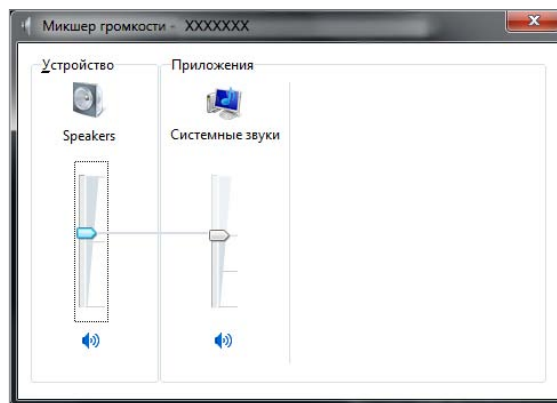 Микшер громкости - XXXXXXX
Устройство
Приложения
Speakers
Системные звуки